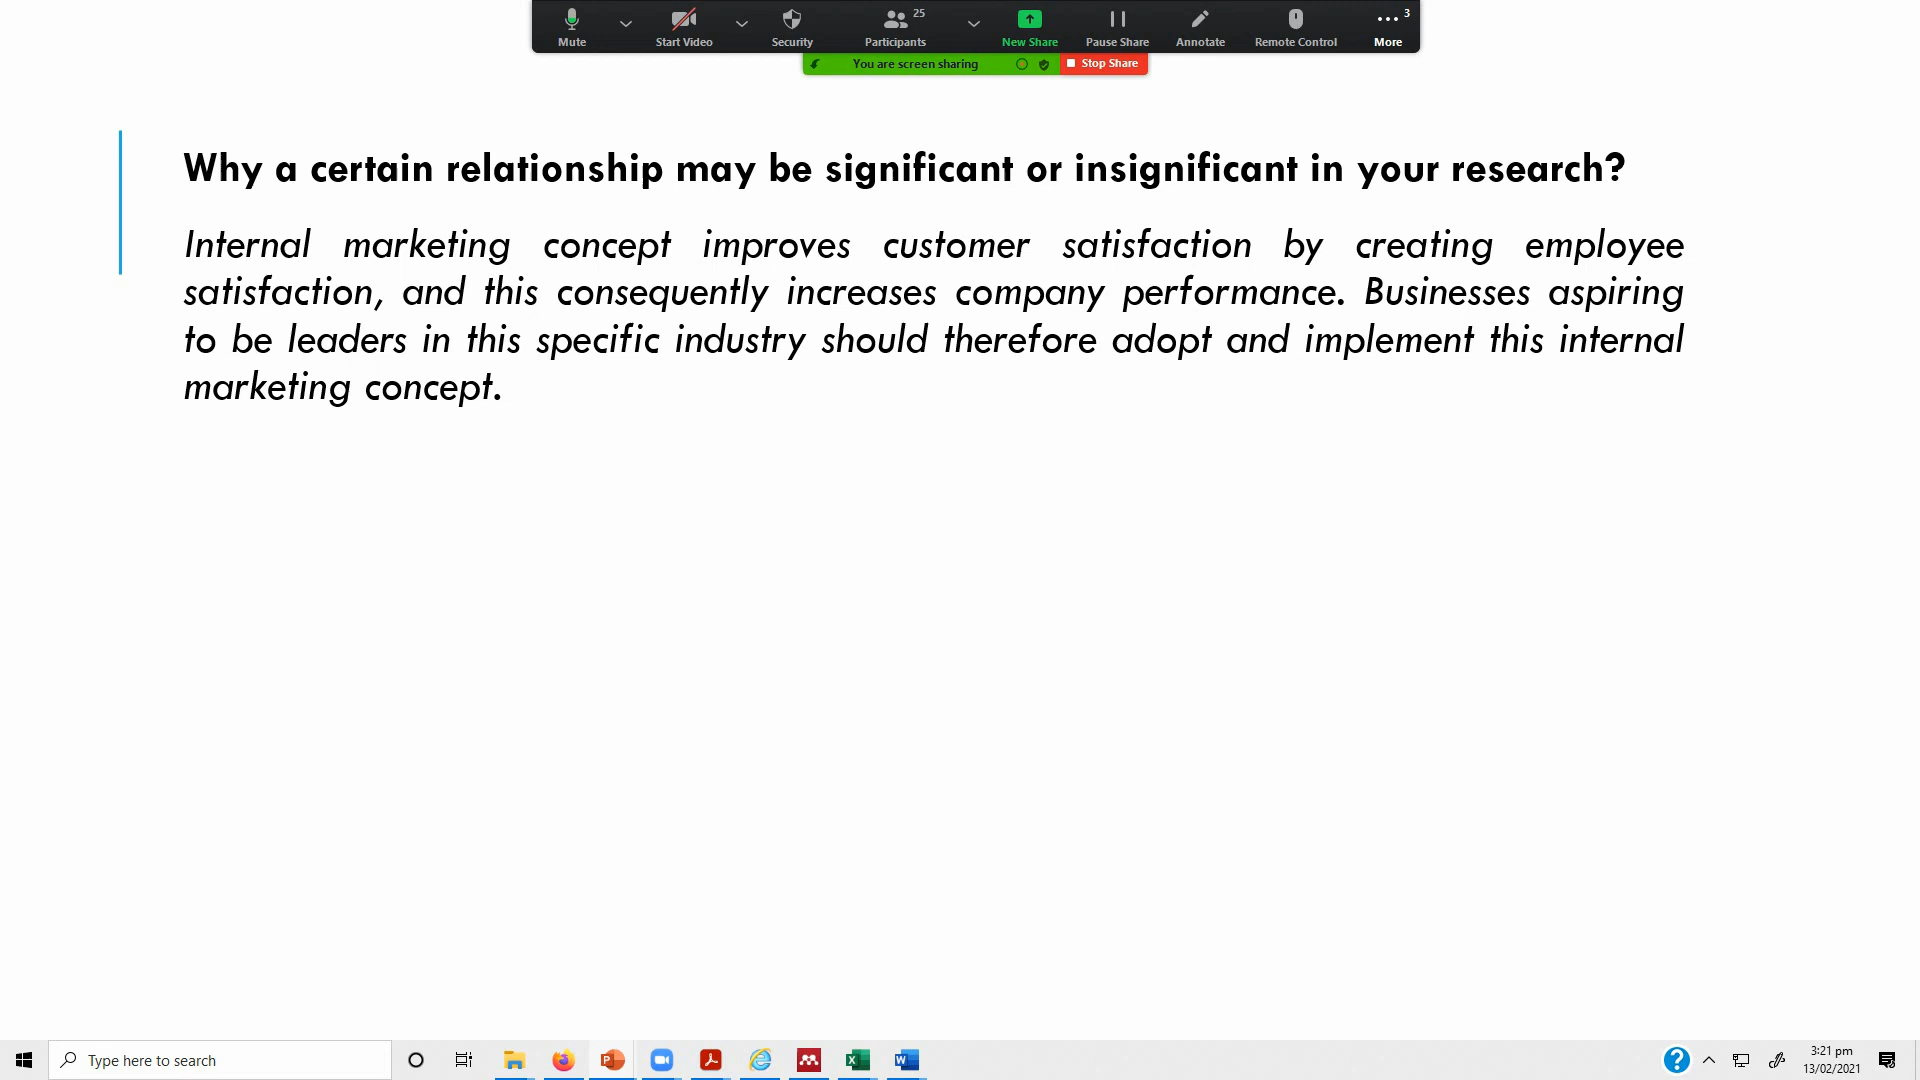 25
3
Mute
Start Video
Security
Participants
New Share
Pause Share
Annotate
Remote Control
More
You are screen sharing
Stop Share
Why a certain relationship may be significant or insignificant in your research?
Internal marketing concept improves customer satisfaction by creating employee
satisfaction, and this consequently increases company performance. Businesses aspiring
to be leaders in this specific industry should therefore adopt and implement this internal
marketing concept.
Type here to search
3:21 pm
13/02/2021